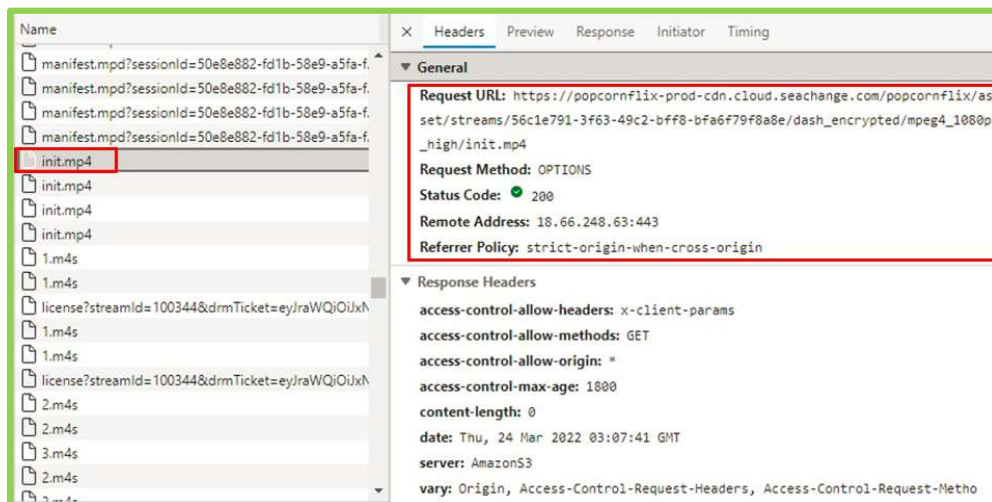 Name
manifest.mpd?sessionId=50e8e882-fd1b-58e9-a5fa-f.
manifest.mpd?sessionId=50e8e882-fd1b-58e9-a5fa-f.
manifest.mpd?sessionId=50e8e882-fd1b-58e9-a5fa-f.
manifest.mpd?sessionId=50e8e882-fd1b-58e9-a5fa-f.
init.mp4
init.mp4
init.mp4
init.mp4
1.m4s
1.m4s
license?streamId=100344&drmTicket=eyJraWQiOiJxN
1.m4s
1.m4s
license?streamId=100344&drmTicket=eyJraWQiOiJxN
2.m4s
2.m4s
3.m4s
2.m4s
Headers Preview Response Initiator Timing
General
Request URL: https://popcornflix-prod-cdn.cloud.seachange.com/popcornflix/as
set/streams/56c1e791-3f63-49c2-bff8-bfa6f79f8a8e/dash_encrypted/mpeg4_1080p
_high/init.mp4
Request Method: OPTIONS
Status Code: 200
Remote Address: 18.66.248.63:443
Referrer Policy: strict-origin-when-cross-origin
Response Headers
access-control-allow-headers: x-client-params
access-control-allow-methods: GET
access-control-allow-origin: *
access-control-max-age: 1800
content-length: 0
date: Thu, 24 Mar 2022 03:07:41 GMT
server: AmazonS3
vary: Origin, Access-Control-Request-Headers, Access-Control-Request-Metho